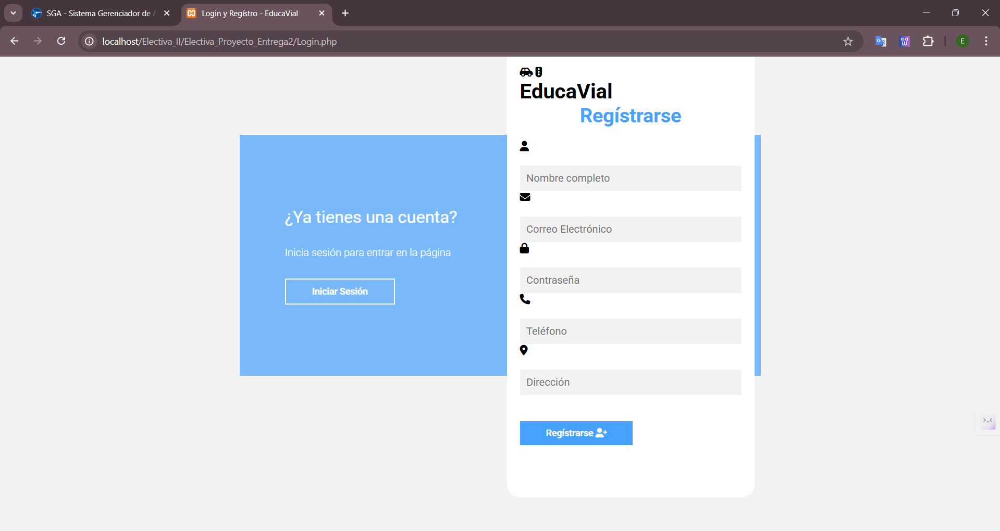 SGA - Sistema Gerenciador de
Login y Regístro - EducaVial
localhost/Electiva_II/Electiva_Proyecto_Entrega2/Login.php
E
EducaVial
Regístrarse
¿Ya tienes una cuenta?
Inicia sesión para entrar en la página
Iniciar Sesión
Nombre completo
Correo Electrónico
Contraseña
Teléfono
Dirección
Regístrarse